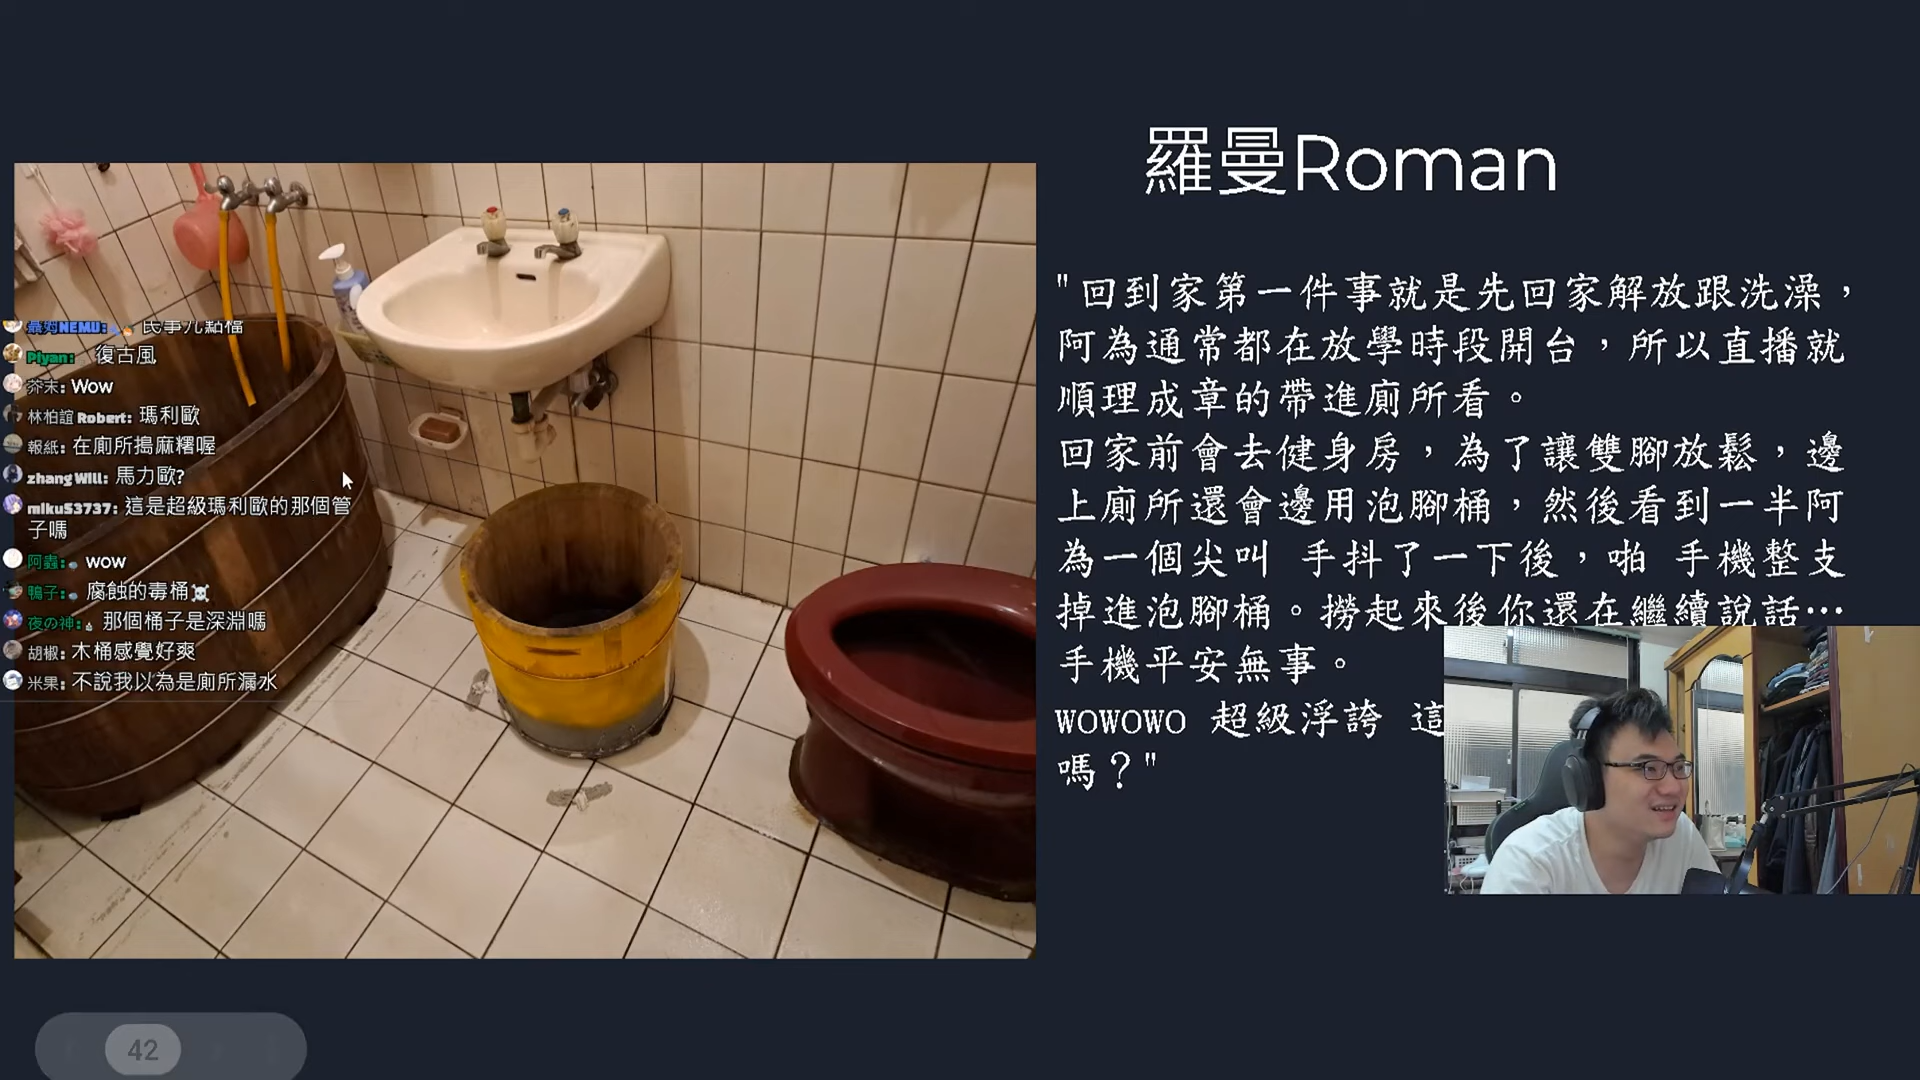 羅曼Roman
"回到家第一件事就是先回家解放跟洗澡，
阿為通常都在放學時段開台，所以直播就
順理成章的帶進廁所看。
回家前會去健身房，為了讓雙腳放鬆，邊
上廁所還會邊用泡腳桶，然後看到一半阿
為一個尖叫 手抖了一下後，啪 手機整支
掉進泡腳桶。撈起來後你還在繼續說話…
手機平安無事。
wowowo 超級浮誇 這
嗎？"
Piyan: 復古風
芥末: Wow
林柏誼 Robert: 瑪利歐
報紙: 在廁所搗麻糬喔
zhang Will: 馬力歐?
miku53737: 這是超級瑪利歐的那個管
子嗎
阿蟲: wow
鴨子: 腐蝕的毒桶☠
夜の神: 那個桶子是深淵嗎
胡椒: 木桶感覺好爽
米果: 不說我以為是廁所漏水
42